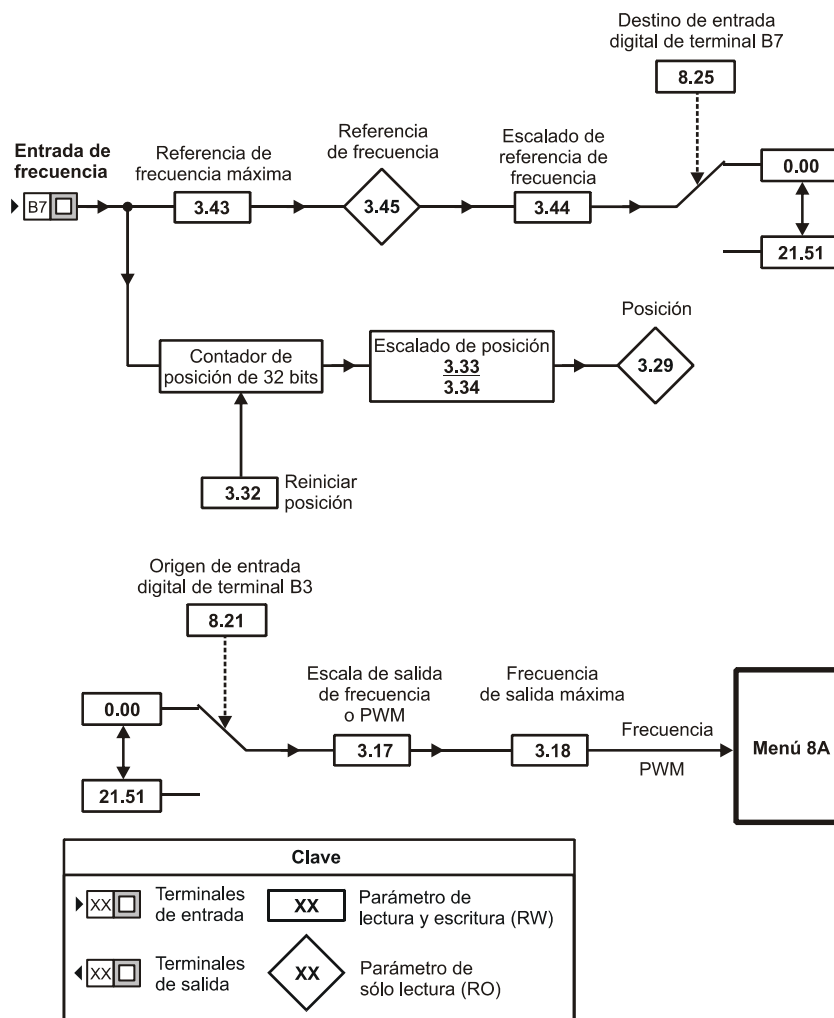 Destino de entrada
digital de terminal B7
8.25
Entrada de
frecuencia
B7
Referencia de
frecuencia máxima
3.43
Referencia
de frecuencia
3.45
Escalado de
referencia de
frecuencia
3.44
0.00
21.51
Contador de
posición de 32 bits
Escalado de posición
3.33
3.34
Posición
3.29
3.32
Reiniciar
posición
Origen de entrada
digital de terminal B3
8.21
0.00
21.51
Escala de salida
de frecuencia
o PWM
3.17
Frecuencia
de salida máxima
3.18
Frecuencia
PWM
Menú 8A
Clave
XX
Terminales
de entrada
XX
Parámetro de
lectura y escritura (RW)
XX
Terminales
de salida
XX
Parámetro de
sólo lectura (RO)